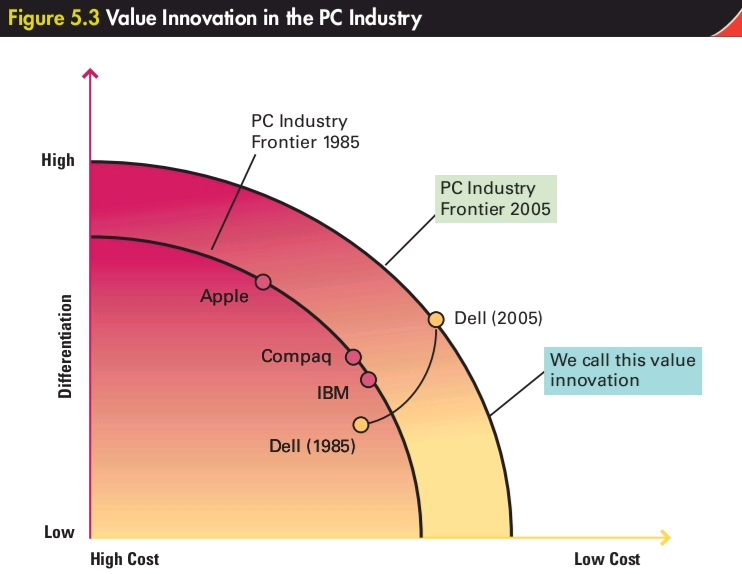 Figure 5.3 Value Innovation in the PC Industry
PC Industry
Frontier 1985
High
PC Industry
Frontier 2005
Apple
Dell (2005)
Differentiation
Compaq
We call this value
innovation
IBM
Dell (1985)
Low
High Cost
Low Cost